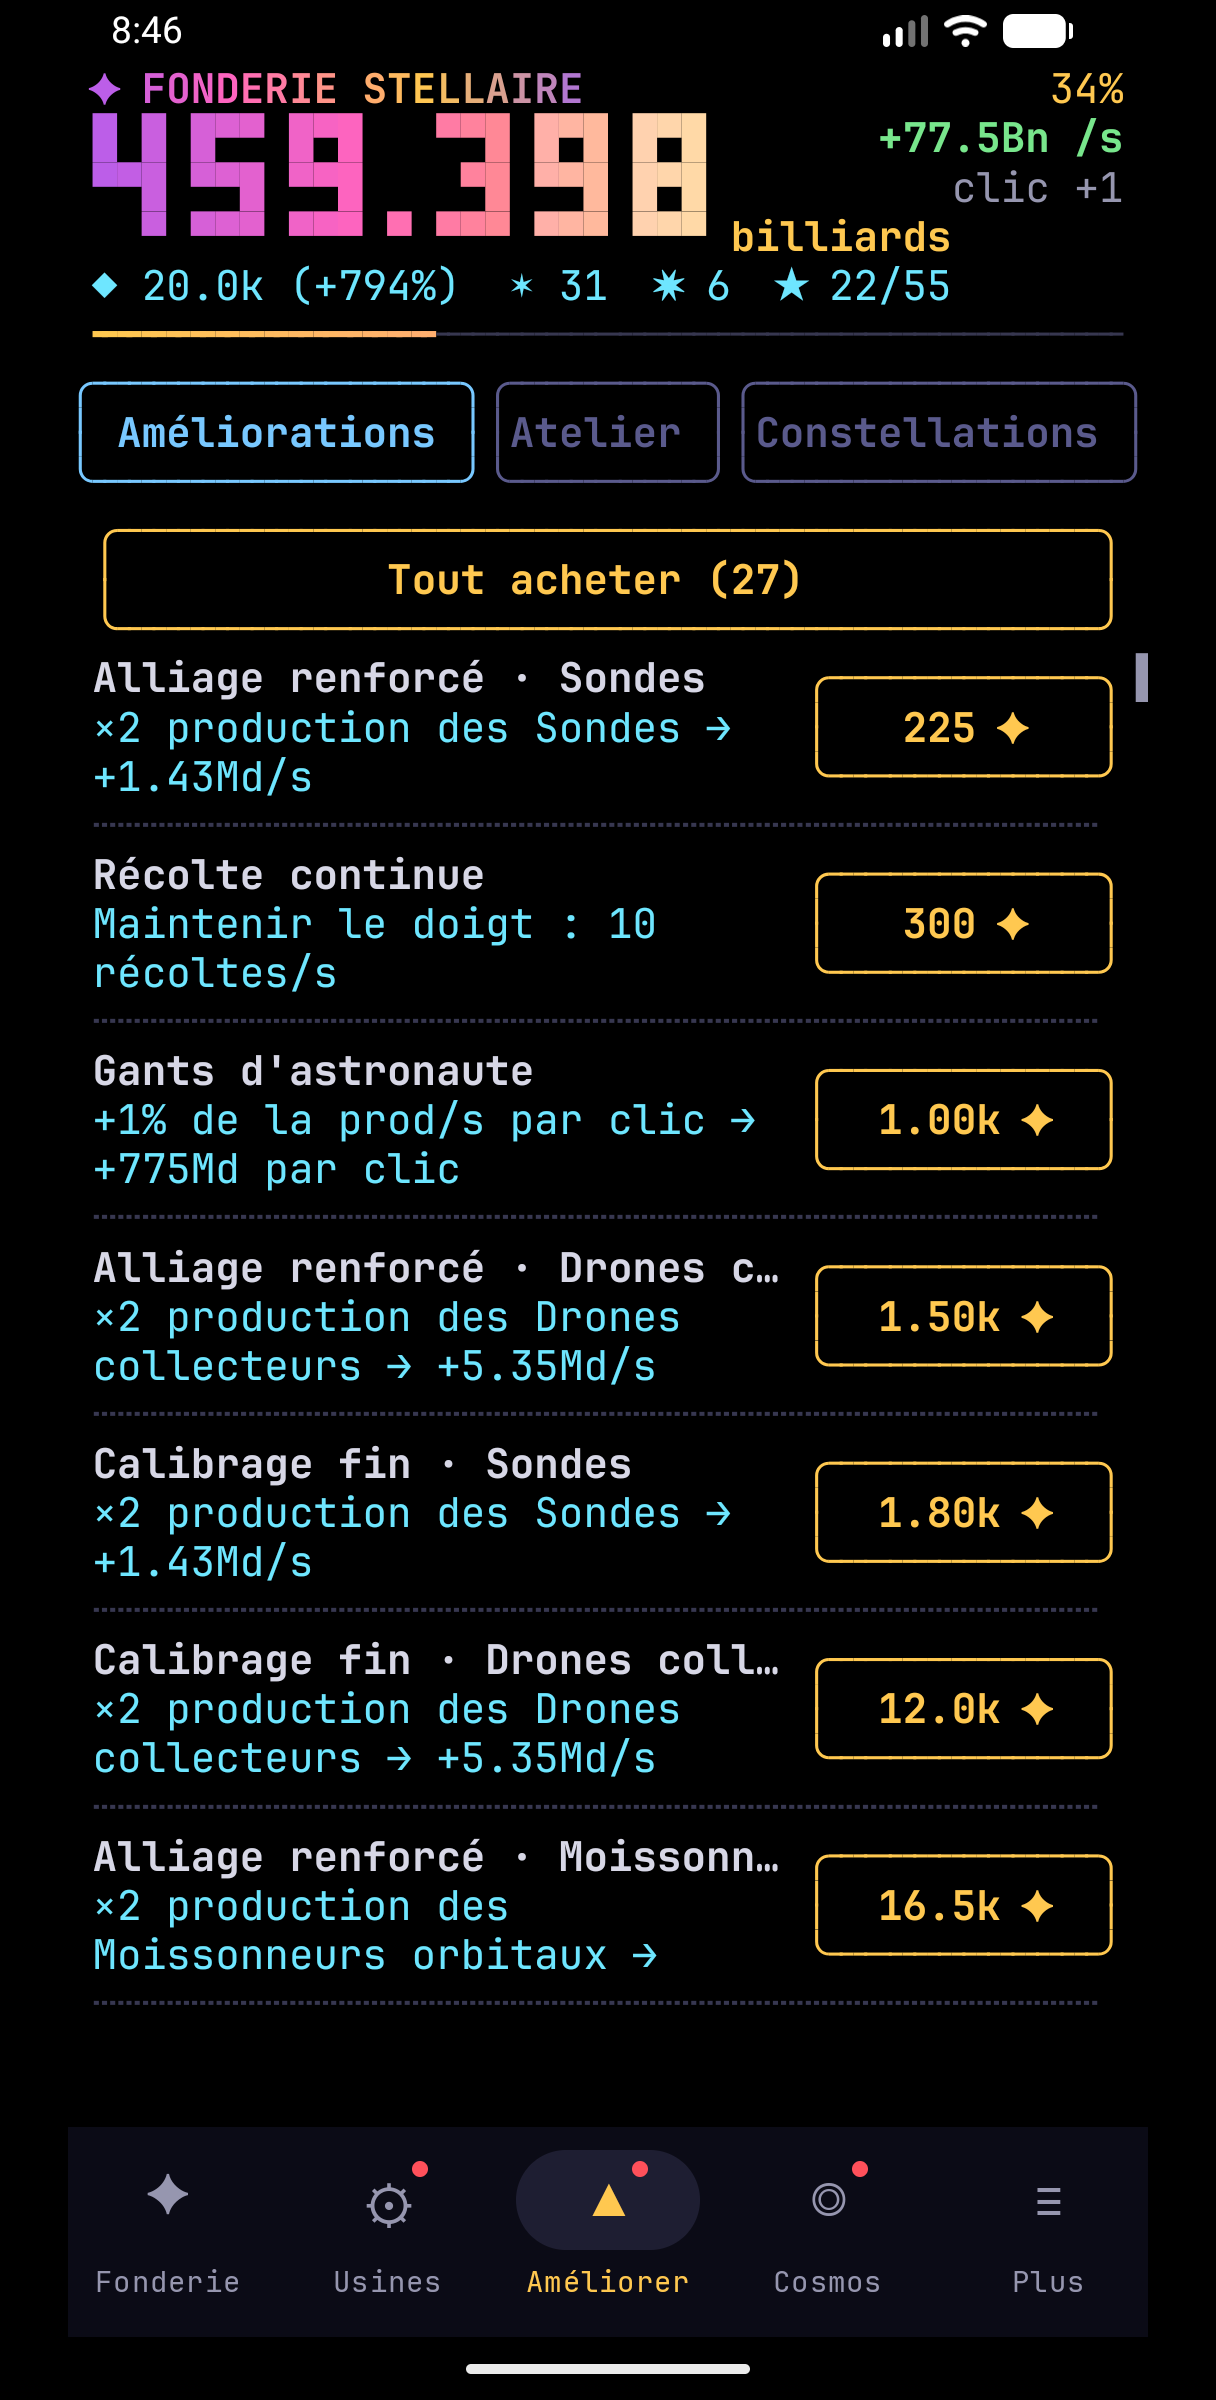 8:46
✦ FONDERIE STELLAIRE 34%
459.398 billiards
+77.5Bn /s
clic +1
◆ 20.0k (+794%) ✶ 31 ✸ 6 ★ 22/55
Améliorations Atelier Constellations
Tout acheter (27)
Alliage renforcé · Sondes
×2 production des Sondes →
+1.43Md/s
225 ✦
Récolte continue
Maintenir le doigt : 10
récoltes/s
300 ✦
Gants d'astronaute
+1% de la prod/s par clic →
+775Md par clic
1.00k ✦
Alliage renforcé · Drones c…
×2 production des Drones
collecteurs → +5.35Md/s
1.50k ✦
Calibrage fin · Sondes
×2 production des Sondes →
+1.43Md/s
1.80k ✦
Calibrage fin · Drones coll…
×2 production des Drones
collecteurs → +5.35Md/s
12.0k ✦
Alliage renforcé · Moissonn…
×2 production des
Moissonneurs orbitaux →
16.5k ✦
Fonderie Usines Améliorer Cosmos Plus